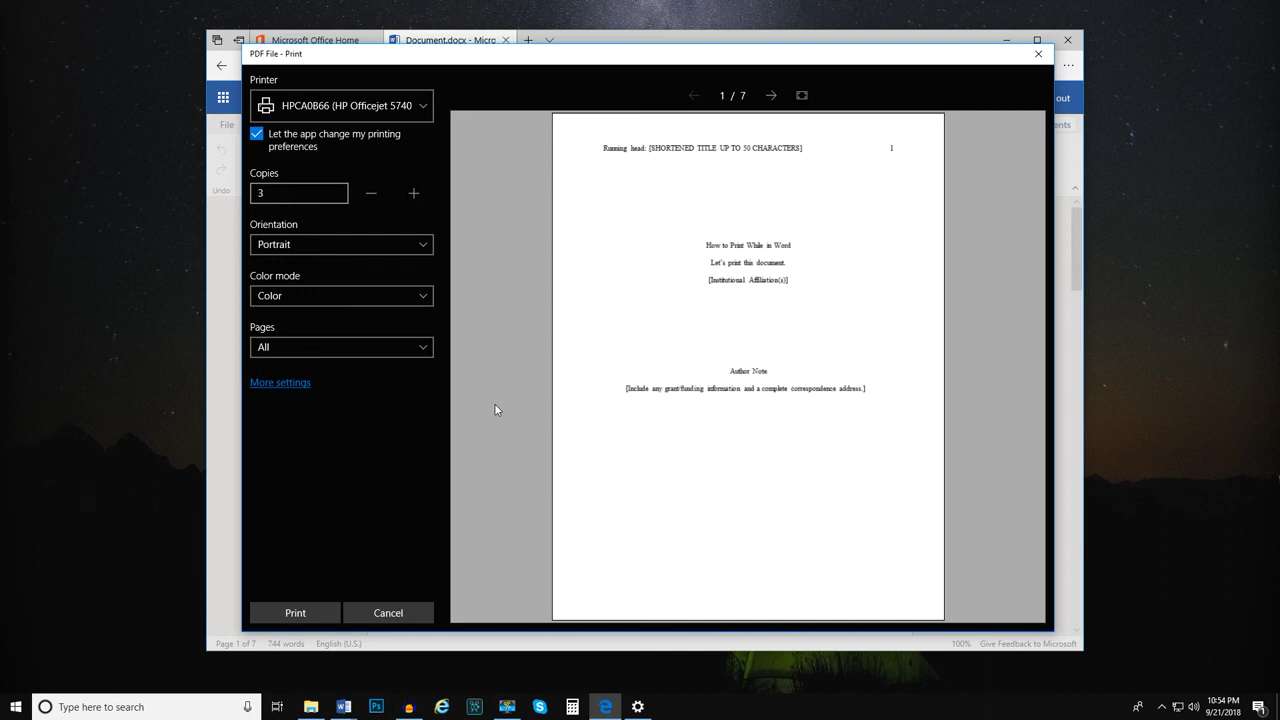 Microsoft Office Home
Document.docx - Micro
PDF File - Print
Printer
HPCA0B66 (HP Officejet 5740
Let the app change my printing
preferences
Copies
3
Orientation
Portrait
Color mode
Color
Pages
All
More settings
Print
Cancel
1 / 7
Running head: [SHORTENED TITLE UP TO 50 CHARACTERS]
1
How to Print While in Word
Let's print this document.
[Institutional Affiliation(s)]
Author Note
[Include any grant/funding information and a complete correspondence address.]
out
File
ents
Undo
Page 1 of 7
744 words
English (U.S.)
100%
Give Feedback to Microsoft
Type here to search
10:54 PM
9/21/2018